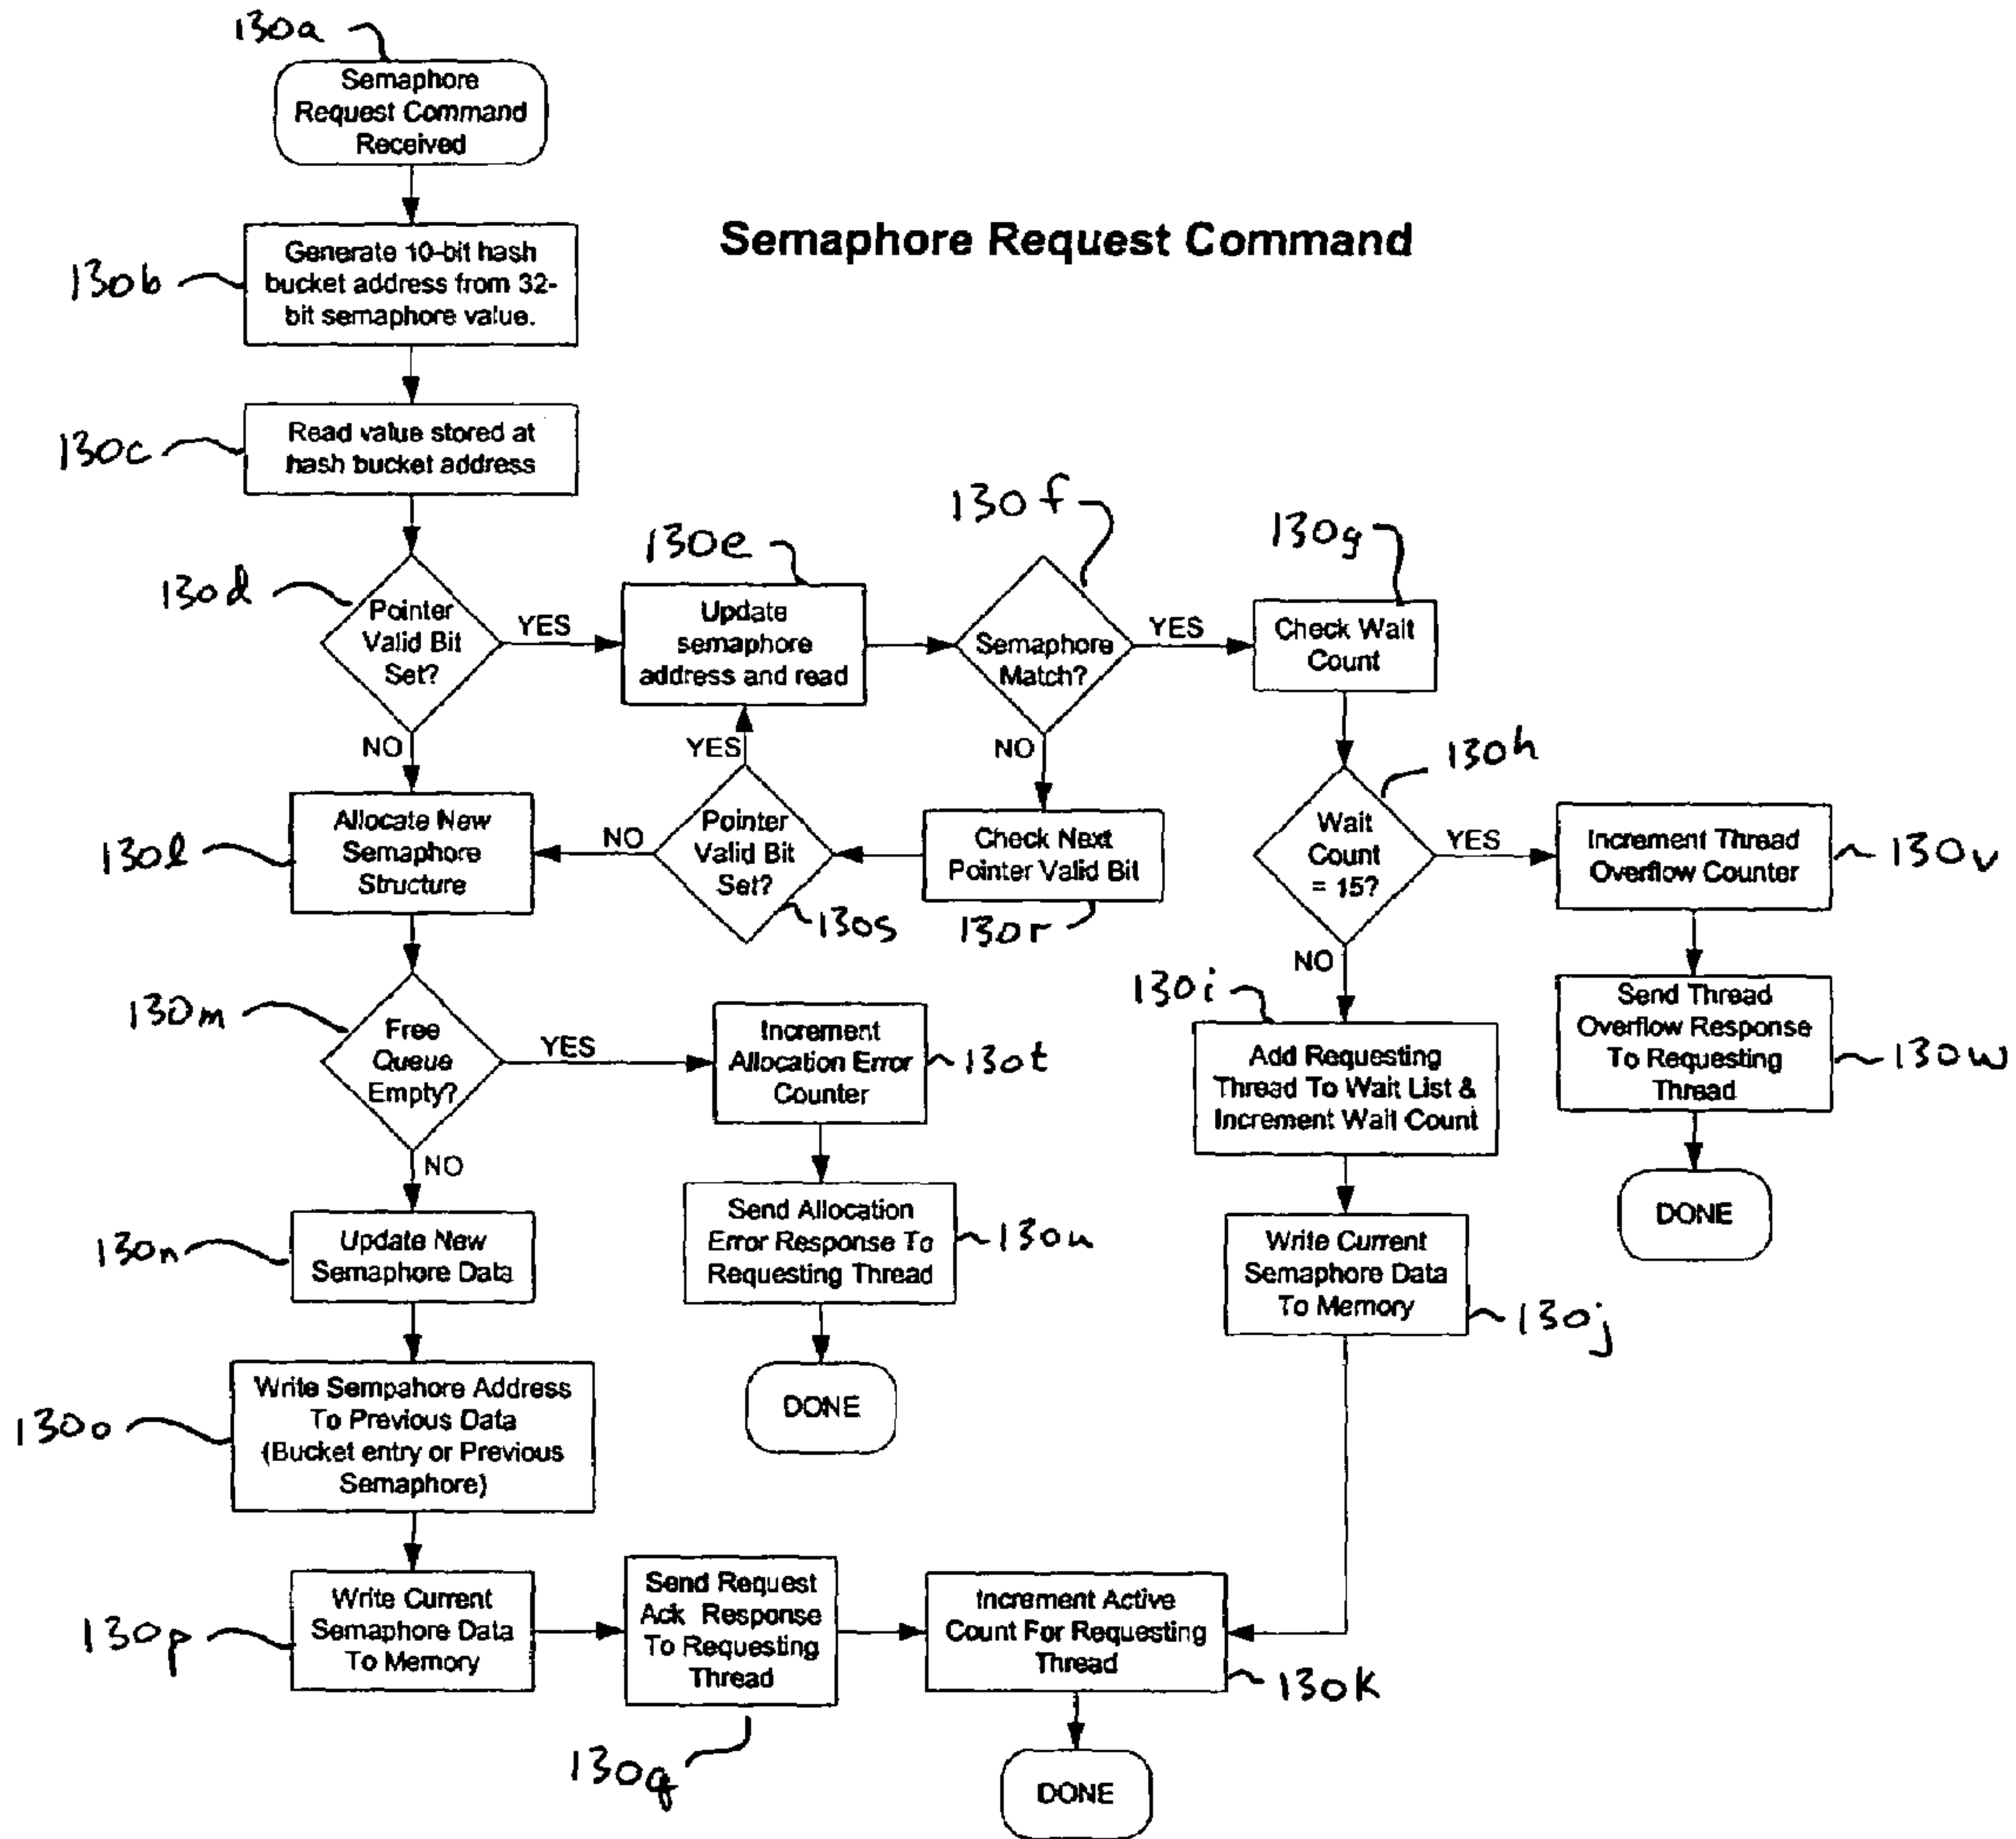 130a
Semaphore
Request Command
Received
Semaphore Request Command
130b
Generate 10-bit hash
bucket address from 32-
bit semaphore value.
130c
Read value stored at
hash bucket address
130d
Pointer
Valid Bit
Set?
YES
NO
130e
Update
semaphore
address and read
130f
Semaphore
Match?
YES
NO
130g
Check Wait
Count
130h
Wait
Count
= 15?
YES
NO
Increment Thread
Overflow Counter
130v
Send Thread
Overflow Response
To Requesting
Thread
130w
DONE
130r
Check Next
Pointer Valid Bit
130s
Pointer
Valid Bit
Set?
YES
NO
130l
Allocate New
Semaphore
Structure
130m
Free
Queue
Empty?
YES
NO
Increment
Allocation Error
Counter
130t
Send Allocation
Error Response To
Requesting Thread
130u
DONE
130i
Add Requesting
Thread To Wait List &
Increment Wait Count
Write Current
Semaphore Data
To Memory
130j
130n
Update New
Semaphore Data
130o
Write Sempahore Address
To Previous Data
(Bucket entry or Previous
Semaphore)
130p
Write Current
Semaphore Data
To Memory
Send Request
Ack Response
To Requesting
Thread
130q
Increment Active
Count For Requesting
Thread
130k
DONE